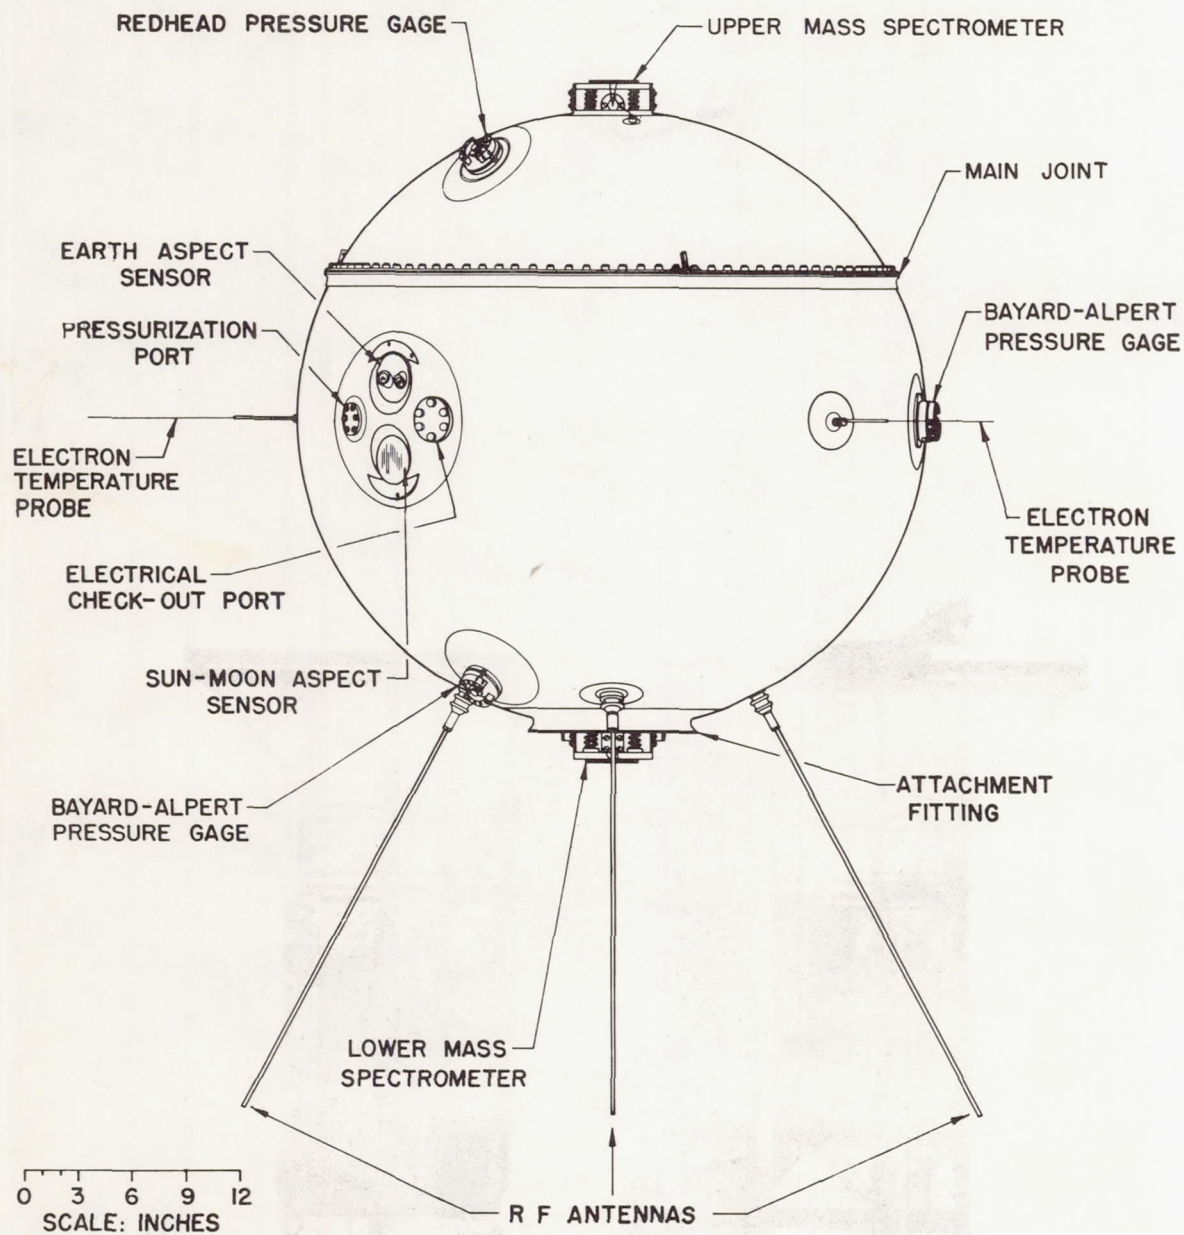 REDHEAD PRESSURE GAGE
UPPER MASS SPECTROMETER
MAIN JOINT
EARTH ASPECT
SENSOR
PRESSURIZATION
PORT
BAYARD-ALPERT
PRESSURE GAGE
ELECTRON
TEMPERATURE
PROBE
ELECTRON
TEMPERATURE
PROBE
ELECTRICAL
CHECK-OUT PORT
SUN-MOON ASPECT
SENSOR
BAYARD-ALPERT
PRESSURE GAGE
ATTACHMENT
FITTING
LOWER MASS
SPECTROMETER
0 3 6 9 12
SCALE: INCHES
R F ANTENNAS